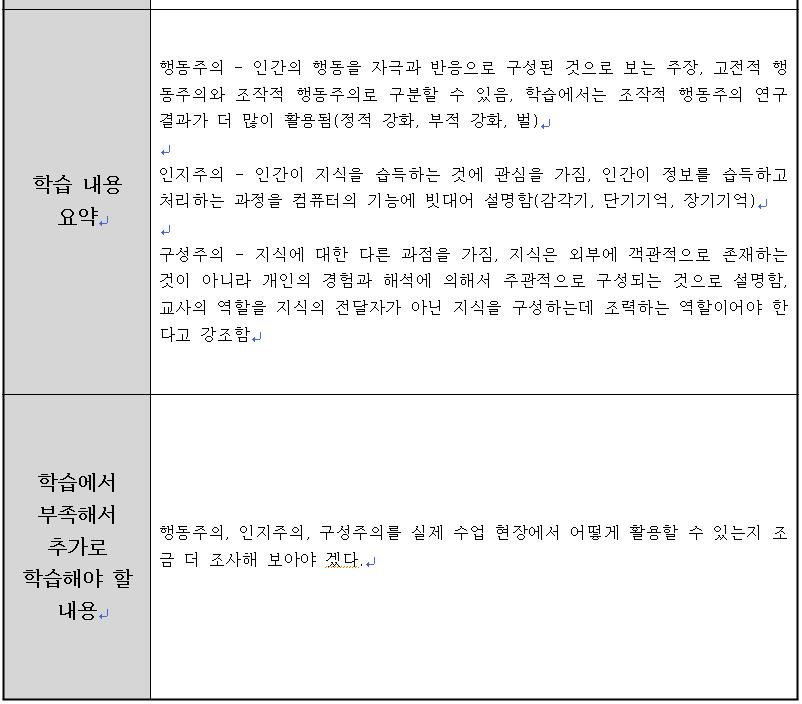 학습 내용
요약
행동주의 - 인간의 행동을 자극과 반응으로 구성된 것으로 보는 주장, 고전적 행
동주의와 조작적 행동주의로 구분할 수 있음, 학습에서는 조작적 행동주의 연구
결과가 더 많이 활용됨(정적 강화, 부적 강화, 벌)
인지주의 - 인간이 지식을 습득하는 것에 관심을 가짐, 인간이 정보를 습득하고
처리하는 과정을 컴퓨터의 기능에 빗대어 설명함(감각기, 단기기억, 장기기억)
구성주의 - 지식에 대한 다른 과점을 가짐, 지식은 외부에 객관적으로 존재하는
것이 아니라 개인의 경험과 해석에 의해서 주관적으로 구성되는 것으로 설명함,
교사의 역할을 지식의 전달자가 아닌 지식을 구성하는데 조력하는 역할이어야 한
다고 강조함
학습에서
부족해서
추가로
학습해야 할
내용
행동주의, 인지주의, 구성주의를 실제 수업 현장에서 어떻게 활용할 수 있는지 조
금 더 조사해 보아야 겠다.